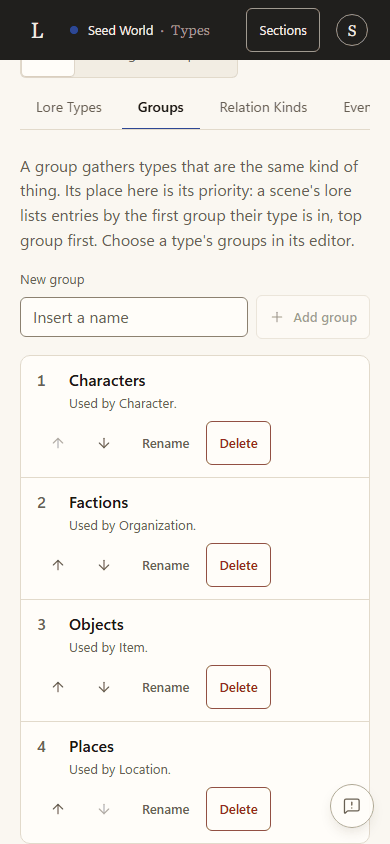 L
Seed World · Types
Sections
S
Lore Types
Groups
Relation Kinds
A group gathers types that are the same kind of
thing. Its place here is its priority: a scene's lore
lists entries by the first group their type is in, top
group first. Choose a type's groups in its editor.
New group
Insert a name
+ Add group
1 Characters
Used by Character.
Rename
Delete
2 Factions
Used by Organization.
Rename
Delete
3 Objects
Used by Item.
Rename
Delete
4 Places
Used by Location.
Rename
Delete